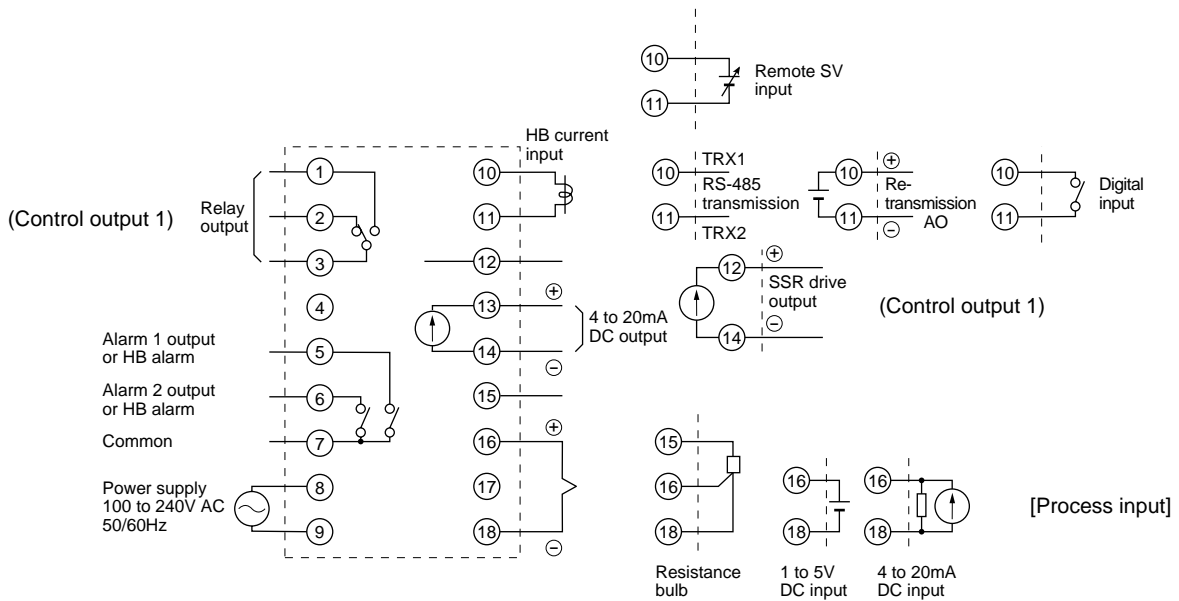 10
11
Remote SV
input
HB current
input
(Control output 1)
Relay
output
1
2
3
4
5
6
7
8
9
10
11
12
13
14
15
16
17
18
+
−
4 to 20mA
DC output
+
−
Alarm 1 output
or HB alarm
Alarm 2 output
or HB alarm
Common
Power supply
100 to 240V AC
50/60Hz
10
11
TRX1
RS-485
transmission
TRX2
10
11
+
Re-
transmission
AO
−
10
11
Digital
input
12
14
+
SSR drive
output
−
(Control output 1)
15
16
18
Resistance
bulb
16
18
1 to 5V
DC input
16
18
4 to 20mA
DC input
[Process input]